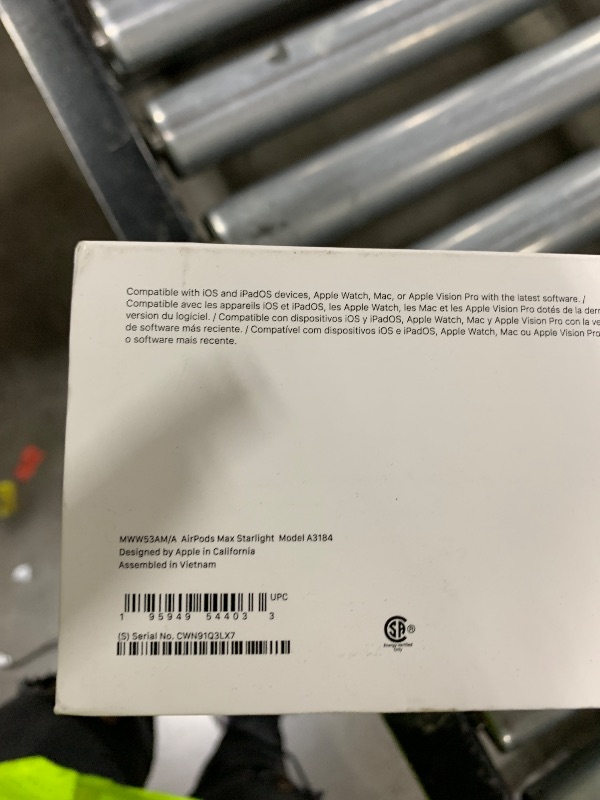 Compatible with iOS and iPadOS devices, Apple Watch, Mac, or Apple Vision Pro with the latest software. /
Compatible avec les appareils iOS et iPadOS, les Apple Watch, les Mac et les Apple Vision Pro dotés de la
version du logiciel. / Compatible con dispositivos iOS y iPadOS, Apple Watch, Mac y Apple Vision Pro con la
de software más reciente. / Compatível com dispositivos iOS e iPadOS, Apple Watch, Mac ou Apple Vision Pro
o software mais recente.
MWW53AM/A AirPods Max Starlight Model A3184
Designed by Apple in California
Assembled in Vietnam
UPC
1 95949 54403 3
(S) Serial No. CWN91Q3LX7
SA ®
Energy Verified
Only